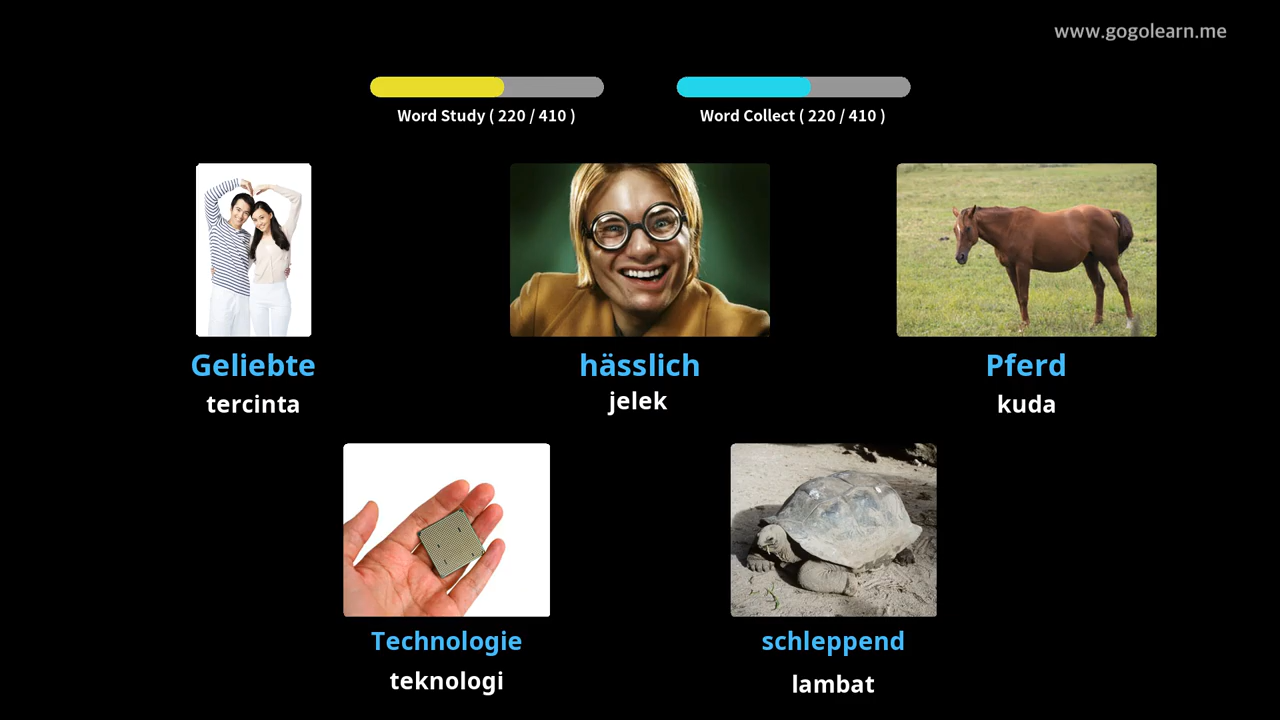 www.gogolearn.me
Word Study ( 220 / 410 )
Word Collect ( 220 / 410 )
Geliebte
tercinta
hässlich
jelek
Pferd
kuda
Technologie
teknologi
schleppend
lambat